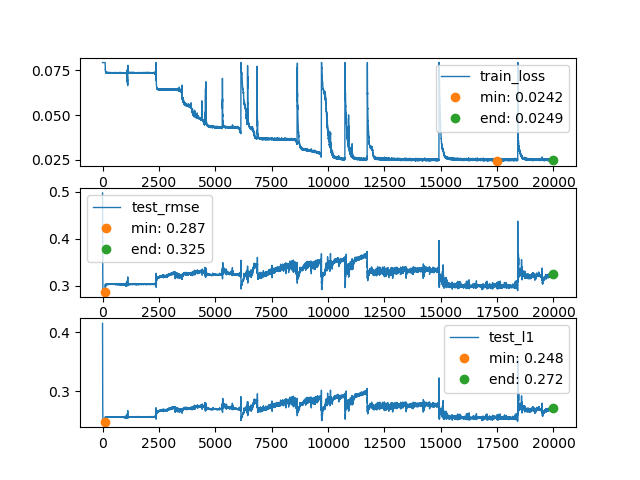 0.075
0.050
0.025
train_loss
min: 0.0242
end: 0.0249
0 2500 5000 7500 10000 12500 15000 17500 20000
0.5
0.4
0.3
test_rmse
min: 0.287
end: 0.325
0 2500 5000 7500 10000 12500 15000 17500 20000
0.4
0.3
test_l1
min: 0.248
end: 0.272
0 2500 5000 7500 10000 12500 15000 17500 20000